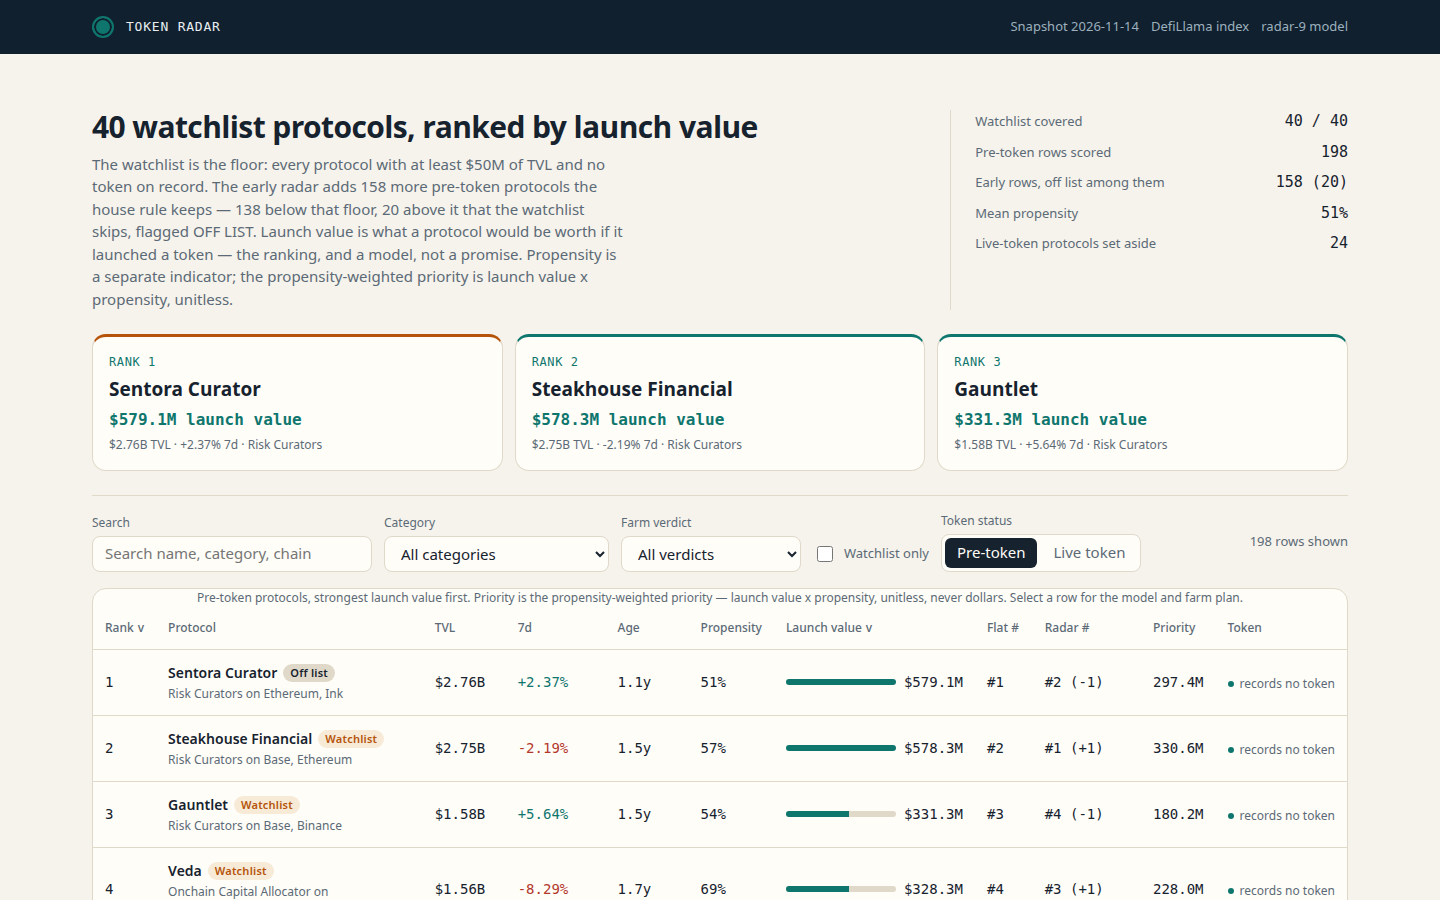 TOKEN RADAR
Snapshot 2026-11-14 DefiLlama index radar-9 model
40 watchlist protocols, ranked by launch value
The watchlist is the floor: every protocol with at least $50M of TVL and no
token on record. The early radar adds 158 more pre-token protocols the
house rule keeps — 138 below that floor, 20 above it that the watchlist
skips, flagged OFF LIST. Launch value is what a protocol would be worth if it
launched a token — the ranking, and a model, not a promise. Propensity is
a separate indicator; the propensity-weighted priority is launch value x
propensity, unitless.
Watchlist covered 40 / 40
Pre-token rows scored 198
Early rows, off list among them 158 (20)
Mean propensity 51%
Live-token protocols set aside 24
RANK 1
Sentora Curator
$579.1M launch value
$2.76B TVL · +2.37% 7d · Risk Curators
RANK 2
Steakhouse Financial
$578.3M launch value
$2.75B TVL · -2.19% 7d · Risk Curators
RANK 3
Gauntlet
$331.3M launch value
$1.58B TVL · +5.64% 7d · Risk Curators
Search
Search name, category, chain
Category
All categories
Farm verdict
All verdicts
Watchlist only
Token status
Pre-token Live token
198 rows shown
Pre-token protocols, strongest launch value first. Priority is the propensity-weighted priority — launch value x propensity, unitless, never dollars. Select a row for the model and farm plan.
Rank v Protocol TVL 7d Age Propensity Launch value v Flat # Radar # Priority Token
1 Sentora Curator Off list $2.76B +2.37% 1.1y 51% $579.1M #1 #2 (-1) 297.4M records no token
Risk Curators on Ethereum, Ink
2 Steakhouse Financial Watchlist $2.75B -2.19% 1.5y 57% $578.3M #2 #1 (+1) 330.6M records no token
Risk Curators on Base, Ethereum
3 Gauntlet Watchlist $1.58B +5.64% 1.5y 54% $331.3M #3 #4 (-1) 180.2M records no token
Risk Curators on Base, Binance
4 Veda Watchlist $1.56B -8.29% 1.7y 69% $328.3M #4 #3 (+1) 228.0M records no token
Onchain Capital Allocator on